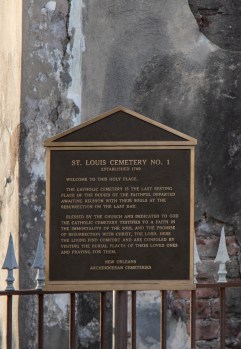 ST. LOUIS CEMETERY NO. 1
ESTABLISHED 1789
WELCOME TO THIS HOLY PLACE.
THE CATHOLIC CEMETERY IS THE LAST RESTING
PLACE OF THE BODIES OF THE FAITHFUL DEPARTED
AWAITING REUNION WITH THEIR SOULS AT THE
RESURRECTION ON THE LAST DAY.
BLESSED BY THE CHURCH AND DEDICATED TO GOD
THE CATHOLIC CEMETERY TESTIFIES TO A FAITH IN
THE IMMORTALITY OF THE SOUL AND THE PROMISE
OF RESURRECTION WITH CHRIST, THE LORD. HERE
THE LIVING FIND COMFORT AND ARE CONSOLED BY
VISITING THE BURIAL PLACES OF THEIR LOVED ONES
AND PRAYING FOR THEM.
NEW ORLEANS
ARCHDIOCESAN CEMETERIES